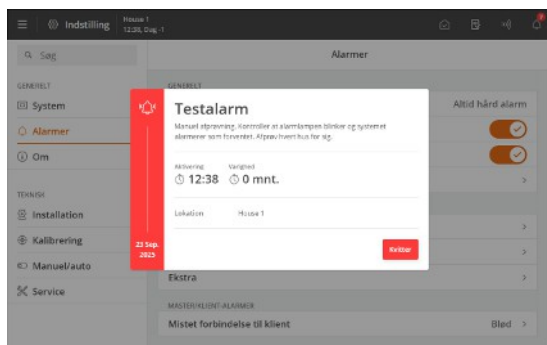 Indstilling
House 1
12:38, Dag -1
Søg
Alarmer
GENERELT
GENERELT
System
Altid hård alarm
Alarmer
Om
TEKNISK
Installation
Kalibrering
Manuel/auto
Service
Testalarm
Manuel afprøvning. Kontroller at alarmlampen blinker og systemet
alarmerer som forventet. Afprøv hvert hus for sig.
Aktivering
Varighed
12:38
0 mnt.
Lokation
House 1
23 Sep.
2025
Kvitter
Ekstra
MASTER/KLIENT-ALARMER
Mistet forbindelse til klient
Blød